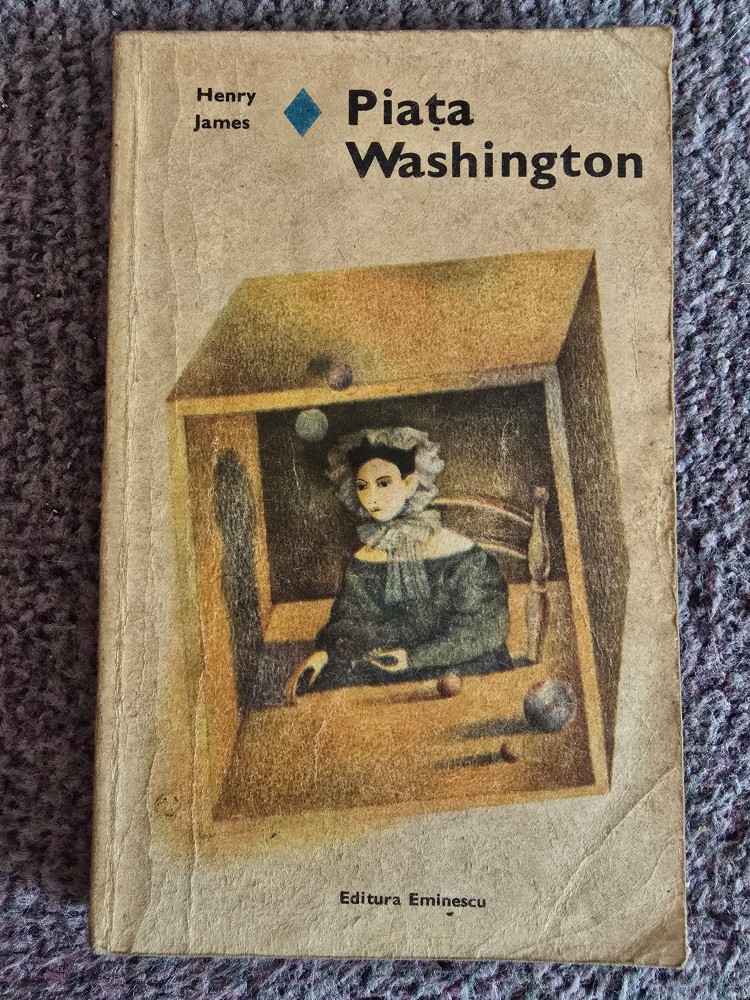 Henry
James
Piața
Washington
Editura Eminescu